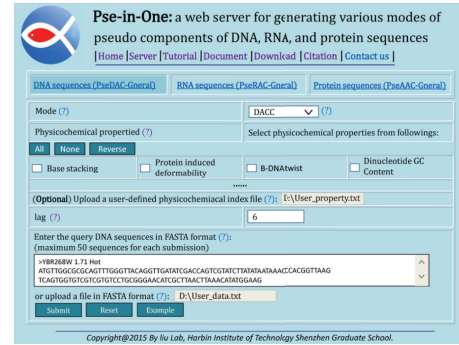 Pse-in-One: a web server for generating various modes of
pseudo components of DNA, RNA, and protein sequences
|Home|Server|Tutorial|Document|Download|Citation|Contact us|
DNA sequences (PseDAC-Gneral) RNA sequences (PseRAC-Gneral) Protein sequences (PseAAC-Gneral)
Mode (?) DACC (?)
Physicochemical propertied (?) Select physicochemical properties from followings:
All None Reverse
Base stacking Protein induced deformability B-DNAtwist Dinucleotide GC Content
......
(Optional) Upload a user-defined physicochemiacal index file (?): I:\User_property.txt
lag (?) 6
Enter the query DNA sequences in FASTA format (?):
(maximum 50 sequences for each submission)
>YBR268W 1.71 Hot
ATGTTGGCGCGCAGTTTGGGTTACAGGTTGATATCGACCAGTCGTATCTTATATAATAAACCCACGGTTAAG
TCAGTGGTGTCGTCGTGTCCTGCGGGAACATCGCTTAACTTAAACATATGGAAG
or upload a file in FASTA format (?): D:\User_data.txt
Submit Reset Example
Copyright@2015 By liu Lab, Harbin Institute of Technology Shenzhen Graduate School.